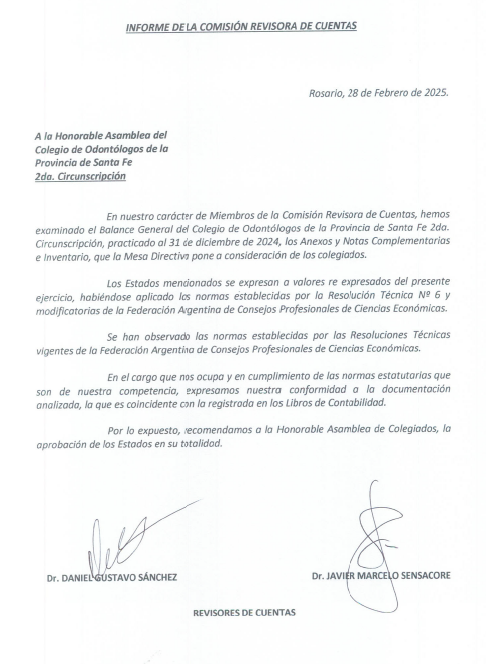 INFORME DE LA COMISIÓN REVISORA DE CUENTAS
Rosario, 28 de Febrero de 2025.
A la Honorable Asamblea del
Colegio de Odontólogos de la
Provincia de Santa Fe
2da. Circunscripción
En nuestro carácter de Miembros de la Comisión Revisora de Cuentas, hemos
examinado el Balance General del Colegio de Odontólogos de la Provincia de Santa Fe 2da.
Circunscripción, practicado al 31 de diciembre de 2024, los Anexos y Notas Complementarias
e Inventario, que la Mesa Directiva pone a consideración de los colegiados.
Los Estados mencionados se expresan a valores re expresados del presente
ejercicio, habiéndose aplicado las normas establecidas por la Resolución Técnica Nº 6 y
modificatorias de la Federación Argentina de Consejos Profesionales de Ciencias Económicas.
Se han observado las normas establecidas por las Resoluciones Técnicas
vigentes de la Federación Argentina de Consejos Profesionales de Ciencias Económicas.
En el cargo que nos ocupa y en cumplimiento de las normas estatutarias que
son de nuestra competencia, expresamos nuestra conformidad a la documentación
analizada, la que es coincidente con la registrada en los Libros de Contabilidad.
Por lo expuesto, recomendamos a la Honorable Asamblea de Colegiados, la
aprobación de los Estados en su totalidad.
Dr. DANIEL GUSTAVO SÁNCHEZ
Dr. JAVIER MARCELO SENSACORE
REVISORES DE CUENTAS